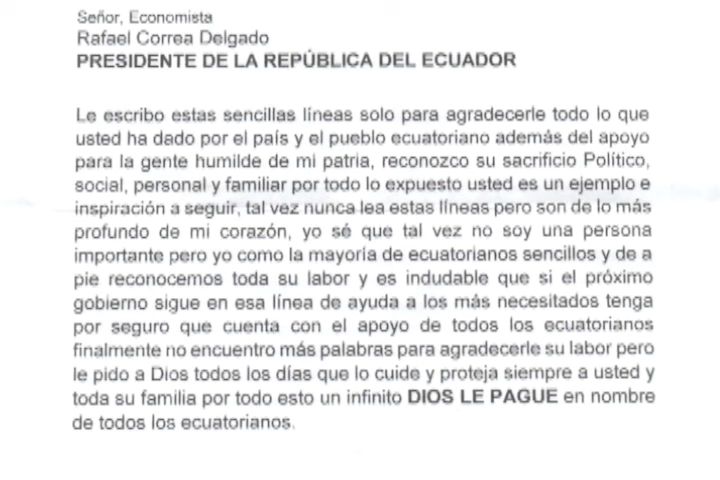 Señor, Economista
Rafael Correa Delgado
PRESIDENTE DE LA REPÚBLICA DEL ECUADOR
Le escribo estas sencillas líneas solo para agradecerle todo lo que
usted ha dado por el país y el pueblo ecuatoriano además del apoyo
para la gente humilde de mi patria, reconozco su sacrificio Político,
social, personal y familiar por todo lo expuesto usted es un ejemplo e
inspiración a seguir, tal vez nunca lea estas líneas pero son de lo más
profundo de mi corazón, yo sé que tal vez no soy una persona
importante pero yo como la mayoría de ecuatorianos sencillos y de a
pie reconocemos toda su labor y es indudable que si el próximo
gobierno sigue en esa línea de ayuda a los más necesitados tenga
por seguro que cuenta con el apoyo de todos los ecuatorianos
finalmente no encuentro más palabras para agradecerle su labor pero
le pido a Dios todos los días que lo cuide y proteja siempre a usted y
toda su familia por todo esto un infinito DIOS LE PAGUE en nombre
de todos los ecuatorianos.